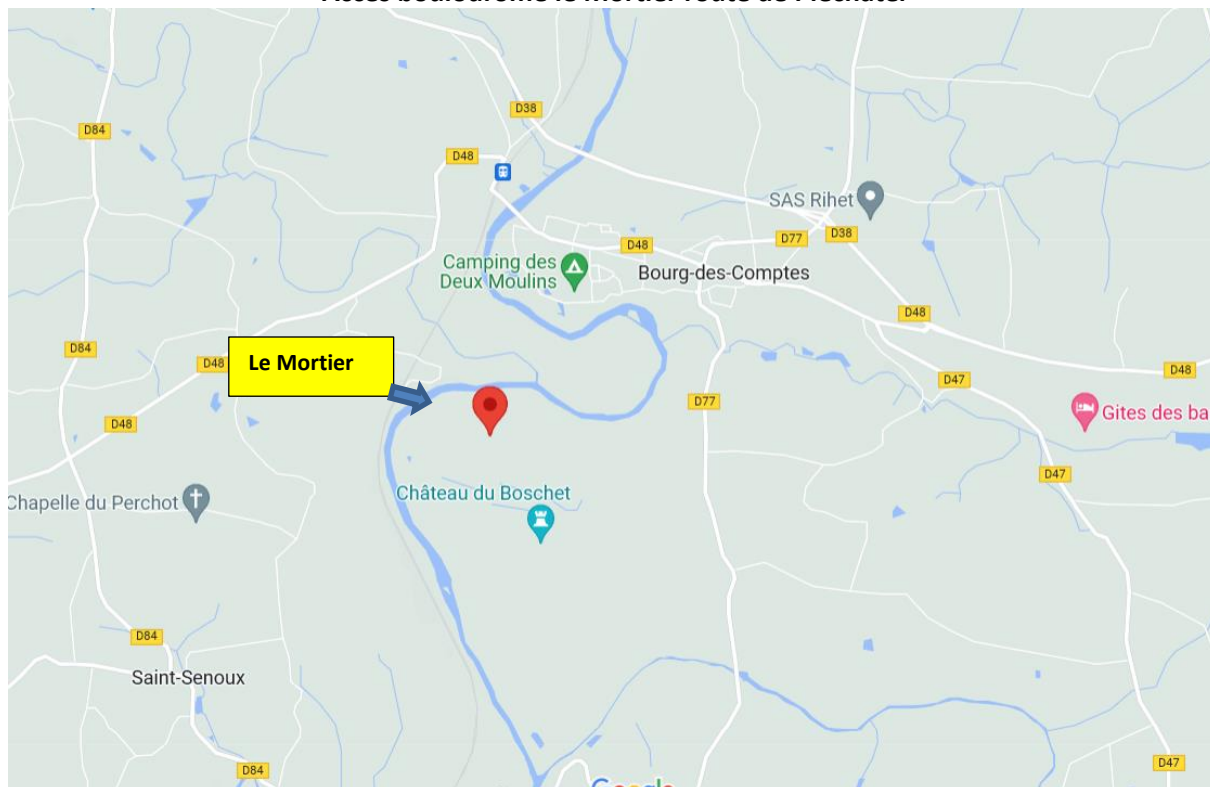 D38
D84
D48
SAS Rihet
D48
D77
D38
Camping des
Deux Moulins
Bourg-des-Comptes
D48
D84
D48
Le Mortier
D48
D47
D77
Gites des ba
D48
D47
Chapelle du Perchot
Château du Boschet
D84
Saint-Senoux
D84
D47